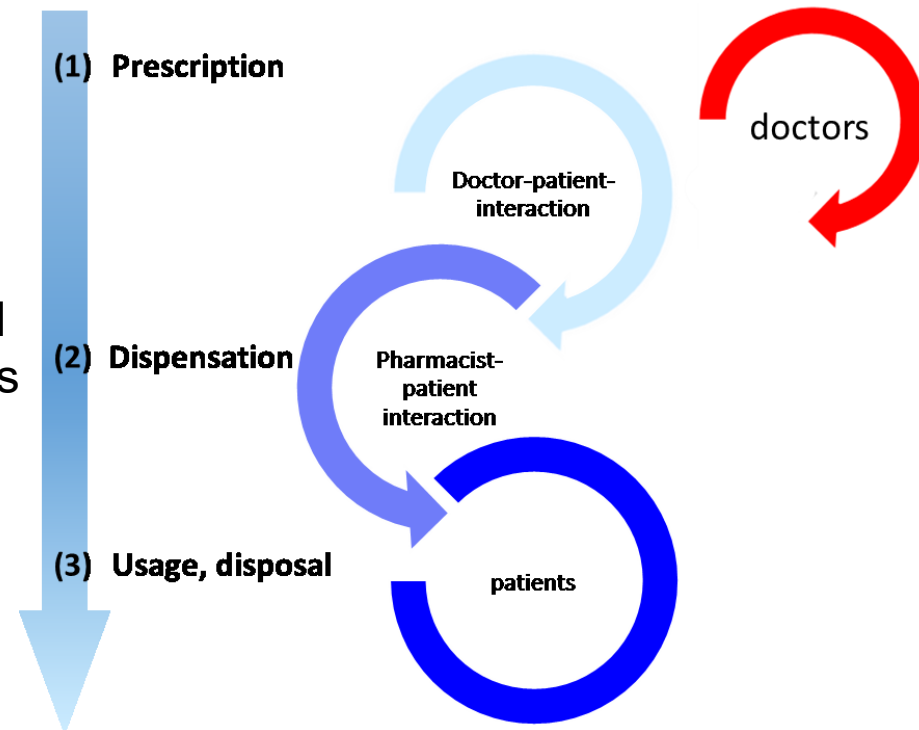 (1) Prescription
doctors
Doctor-patient-
interaction
(2) Dispensation
s
Pharmacist-
patient
interaction
(3) Usage, disposal
patients